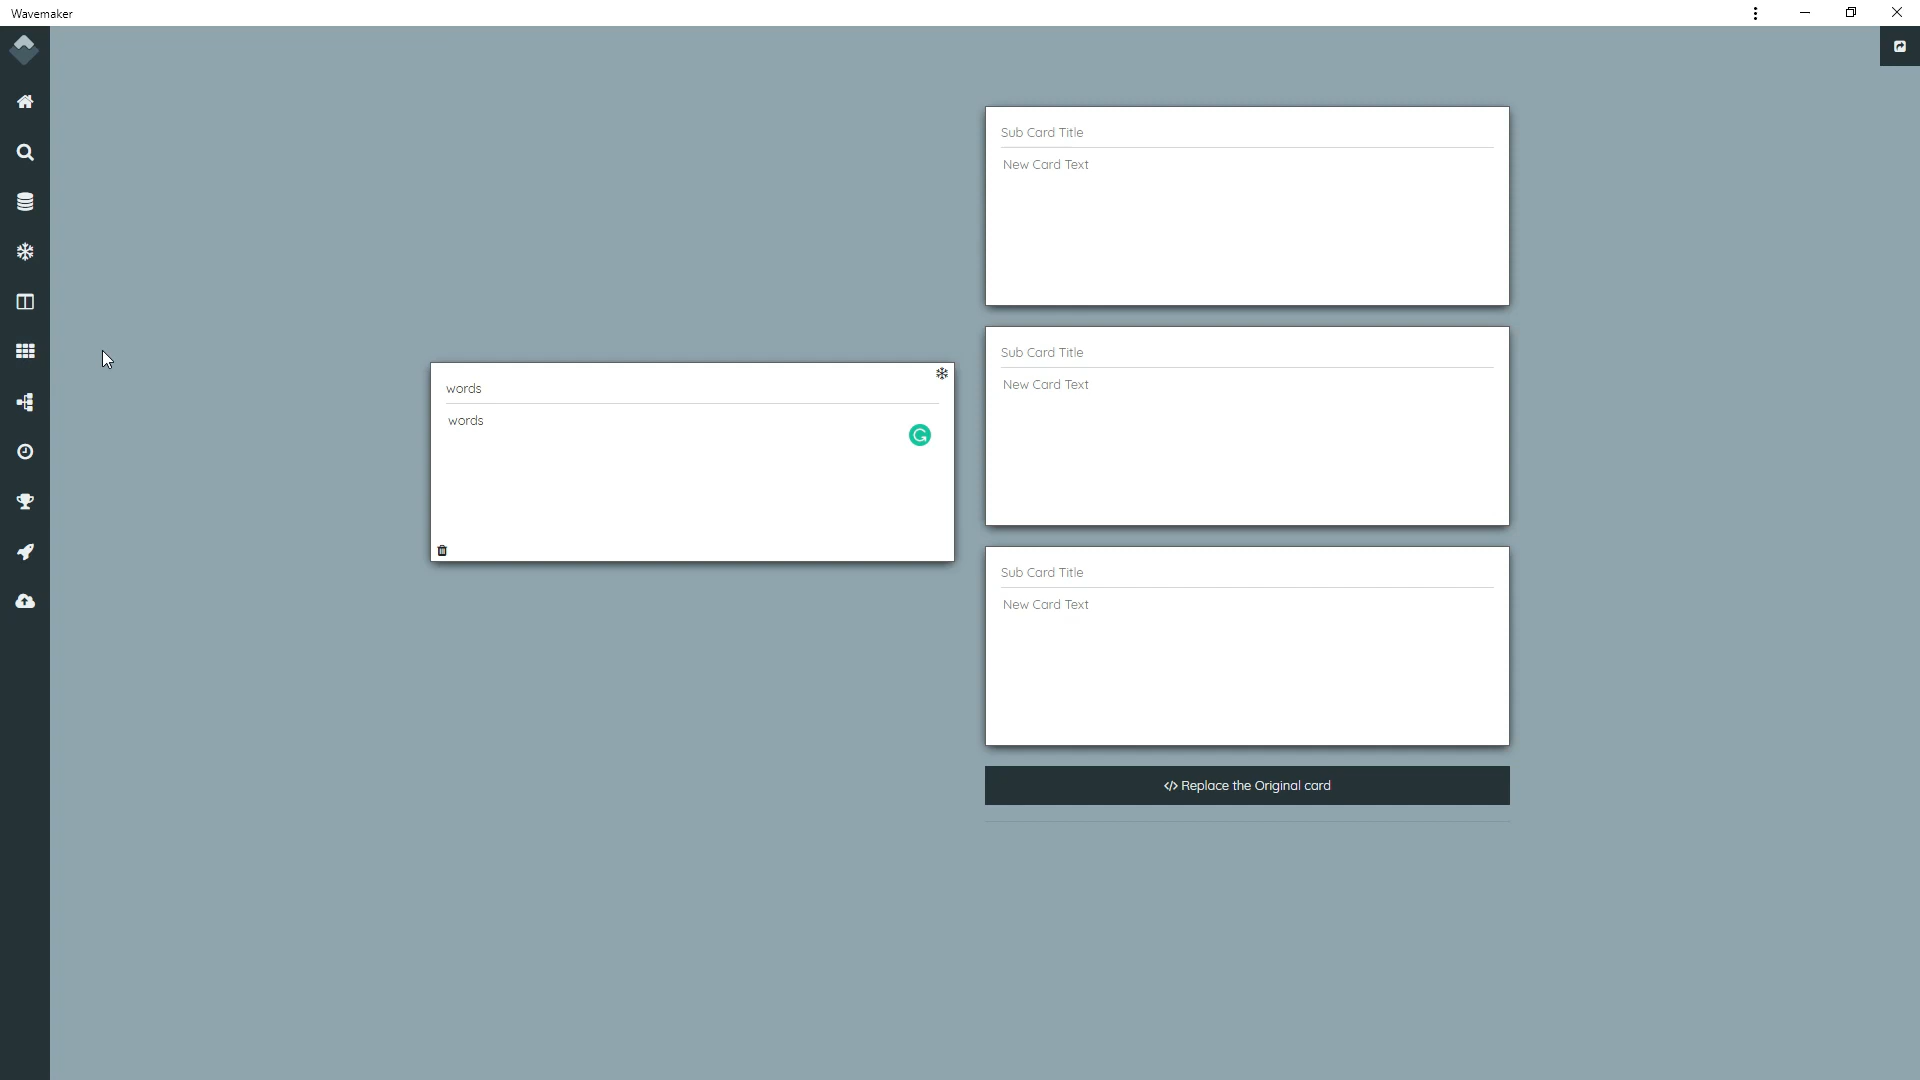 Wavemaker
words
words
Sub Card Title
New Card Text
Sub Card Title
New Card Text
Sub Card Title
New Card Text
</> Replace the Original card